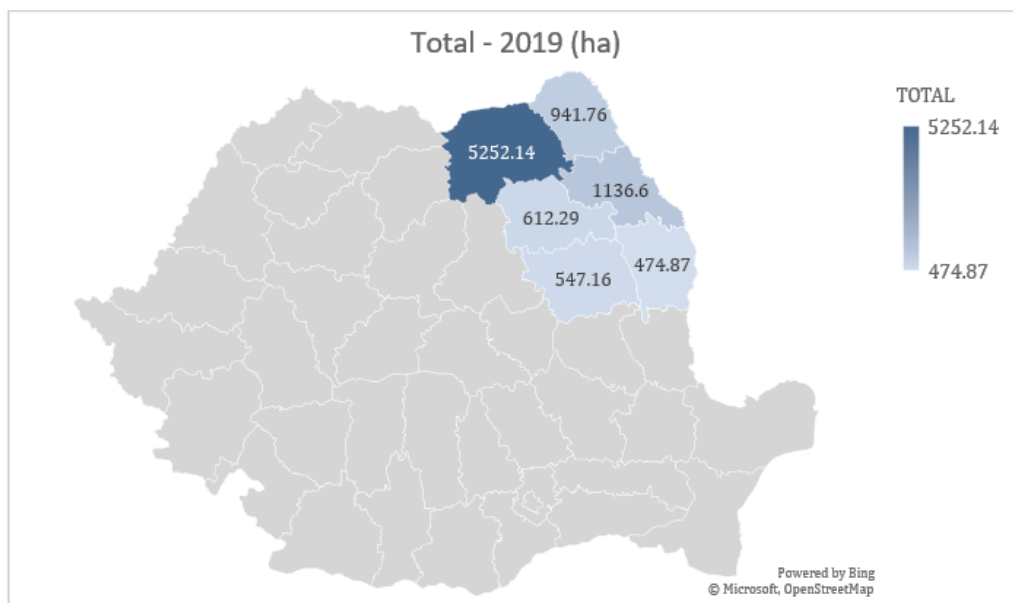 Total - 2019 (ha)
941.76
5252.14
1136.6
612.29
547.16
474.87
TOTAL
5252.14
474.87
Powered by Bing
© Microsoft, OpenStreetMap